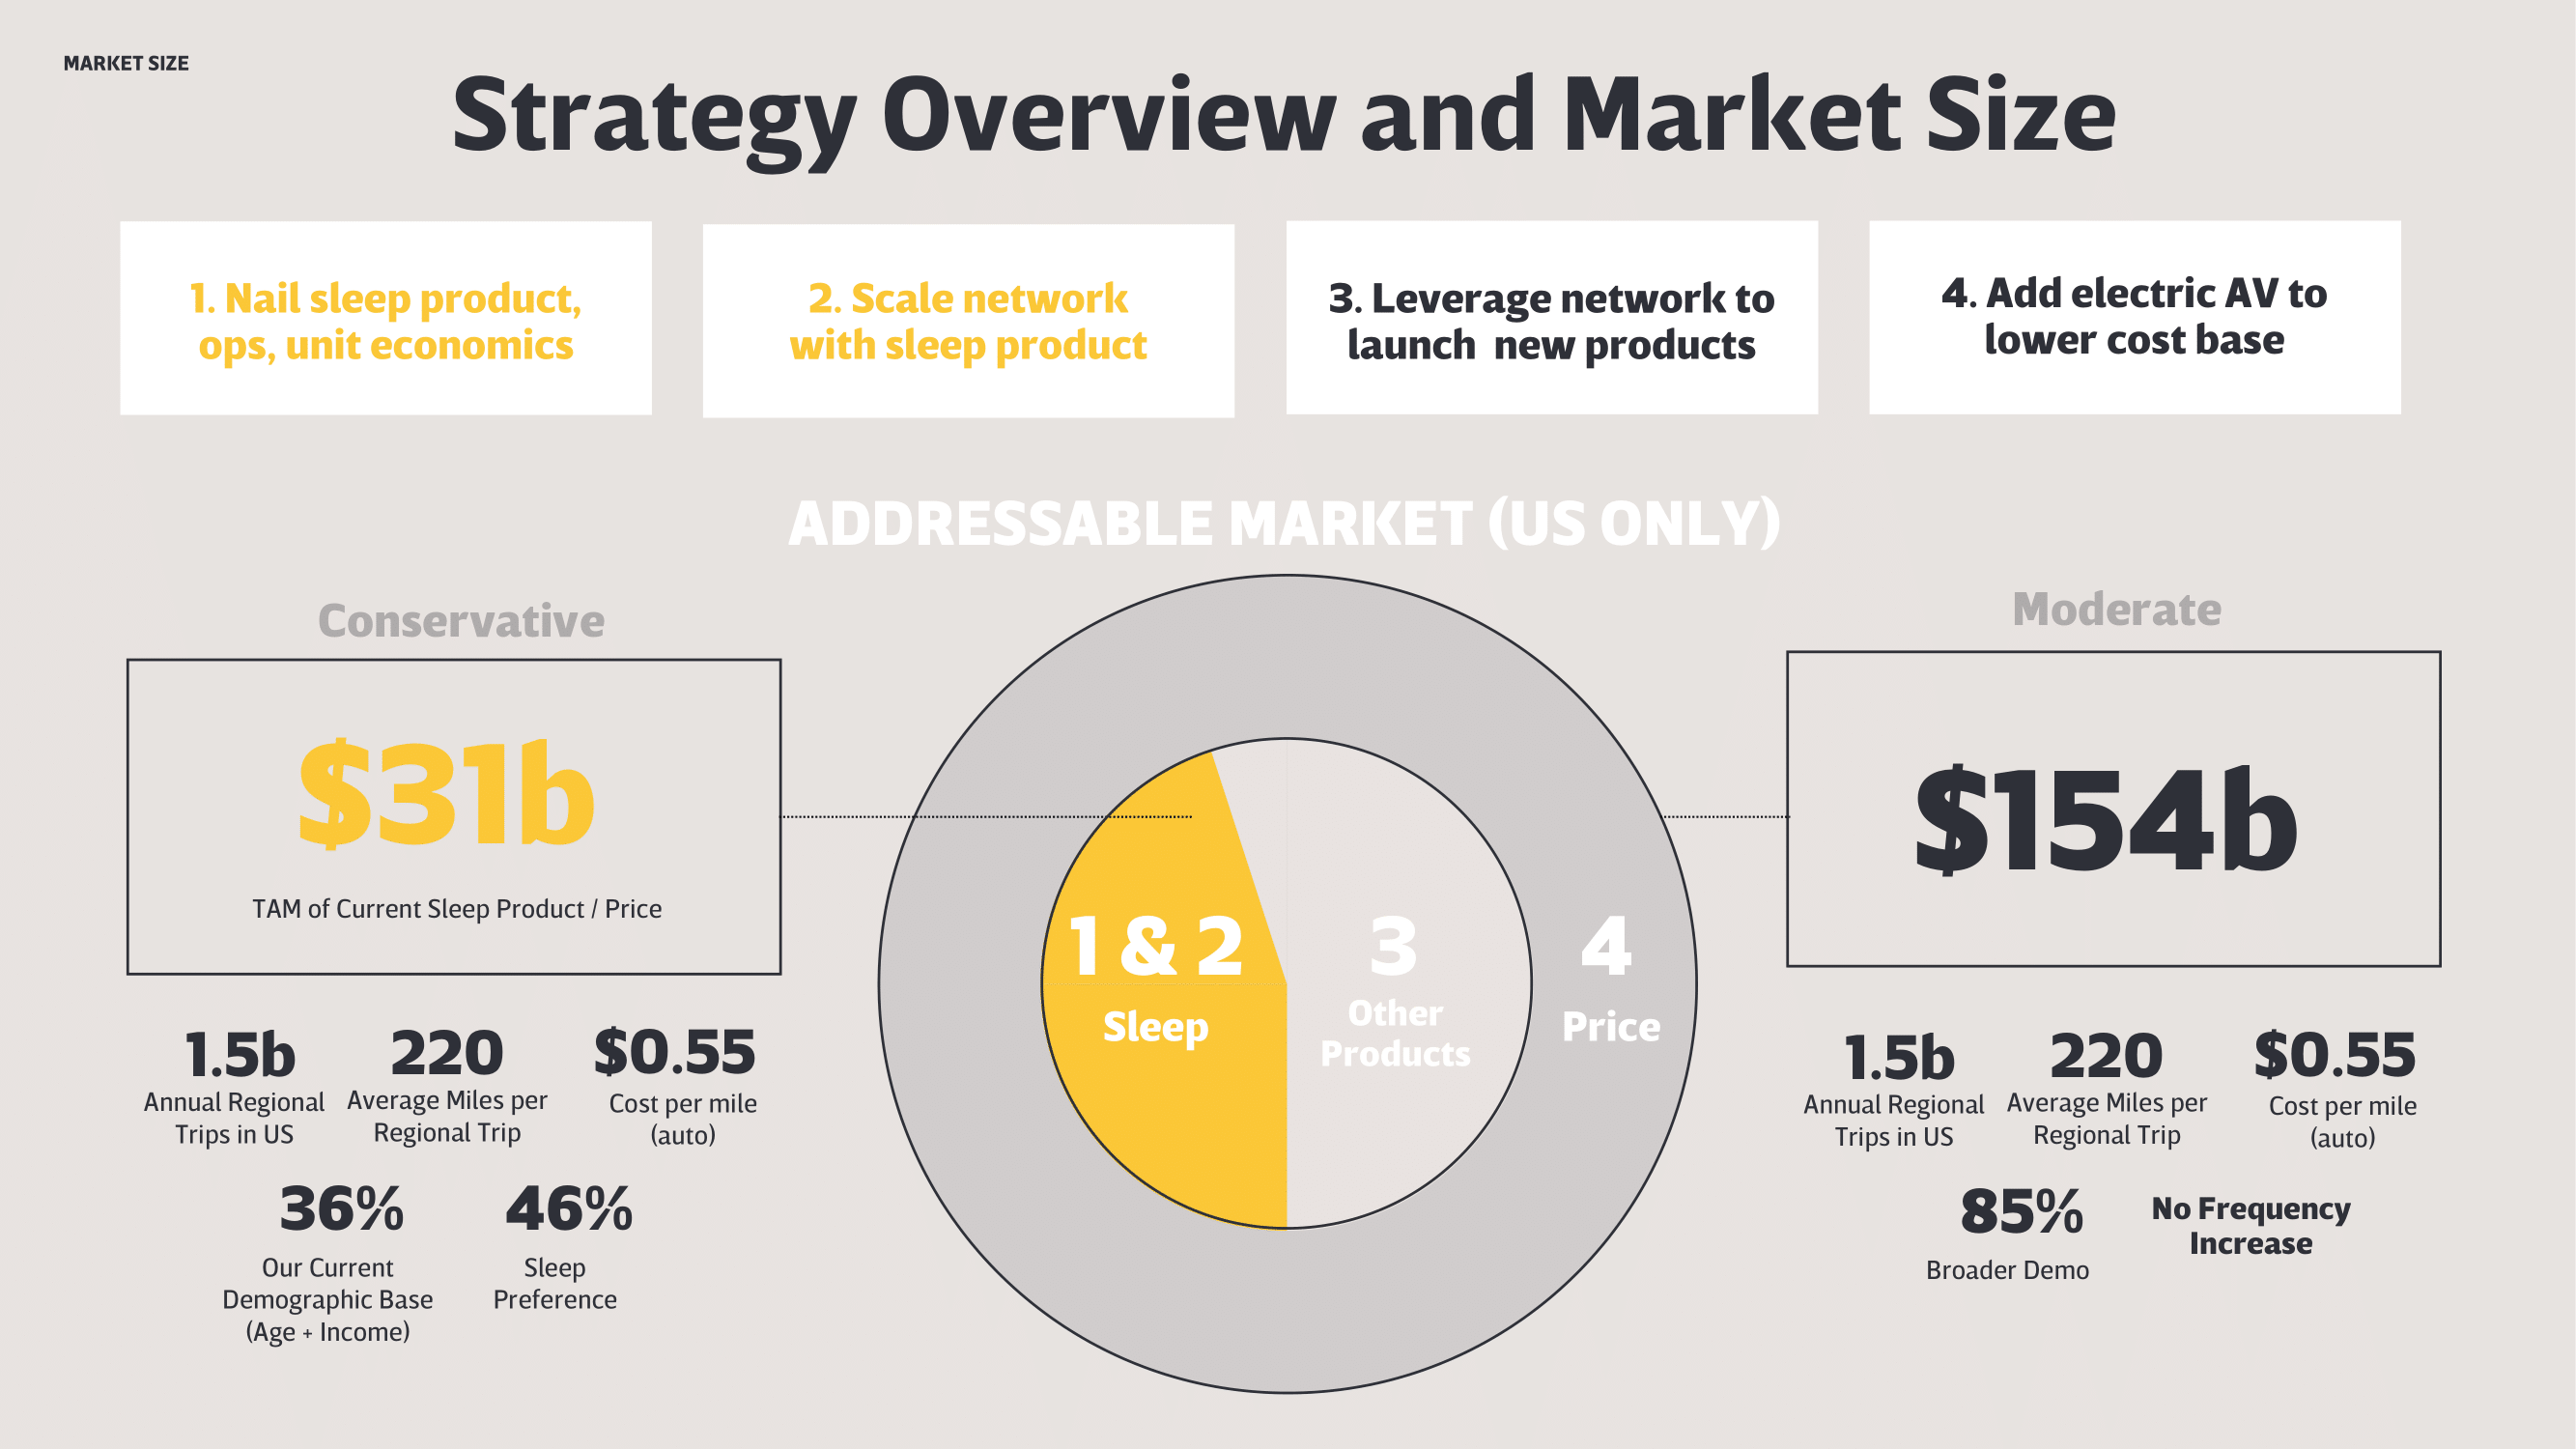 MARKET SIZE
Strategy Overview and Market Size
1. Nail sleep product,
ops, unit economics
2. Scale network
with sleep product
3. Leverage network to
launch  new products
4. Add electric AV to
lower cost base
ADDRESSABLE MARKET (US ONLY)
Conservative
$31b
TAM of Current Sleep Product / Price
1.5b
Annual Regional
Trips in US
220
Average Miles per
Regional Trip
$0.55
Cost per mile
(auto)
36%
Our Current
Demographic Base
(Age + Income)
46%
Sleep
Preference
1 & 2
Sleep
3
Other
Products
4
Price
Moderate
$154b
1.5b
Annual Regional
Trips in US
220
Average Miles per
Regional Trip
$0.55
Cost per mile
(auto)
85%
Broader Demo
No Frequency
Increase